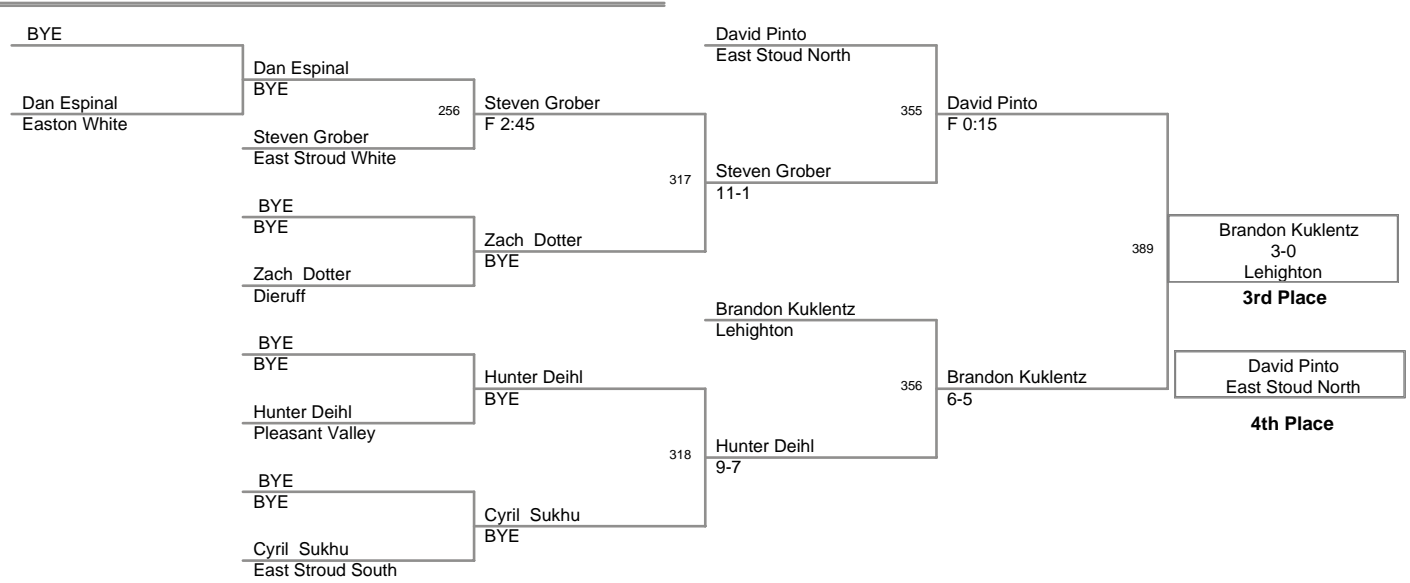 BYE
Dan Espinal
Easton White
Dan Espinal
BYE
256
Steven Grober
East Stroud White
BYE
BYE
Zach Dotter
Dieruff
BYE
BYE
Hunter Deihl
Pleasant Valley
BYE
BYE
Cyril Sukhu
East Stroud South
Steven Grober
F 2:45
317
Zach Dotter
BYE
Hunter Deihl
BYE
318
Cyril Sukhu
BYE
David Pinto
East Stoud North
355
Steven Grober
11-1
Brandon Kuklentz
Lehighton
356
Hunter Deihl
9-7
David Pinto
F 0:15
389
Brandon Kuklentz
6-5
Brandon Kuklentz
3-0
Lehighton
3rd Place
David Pinto
East Stoud North
4th Place